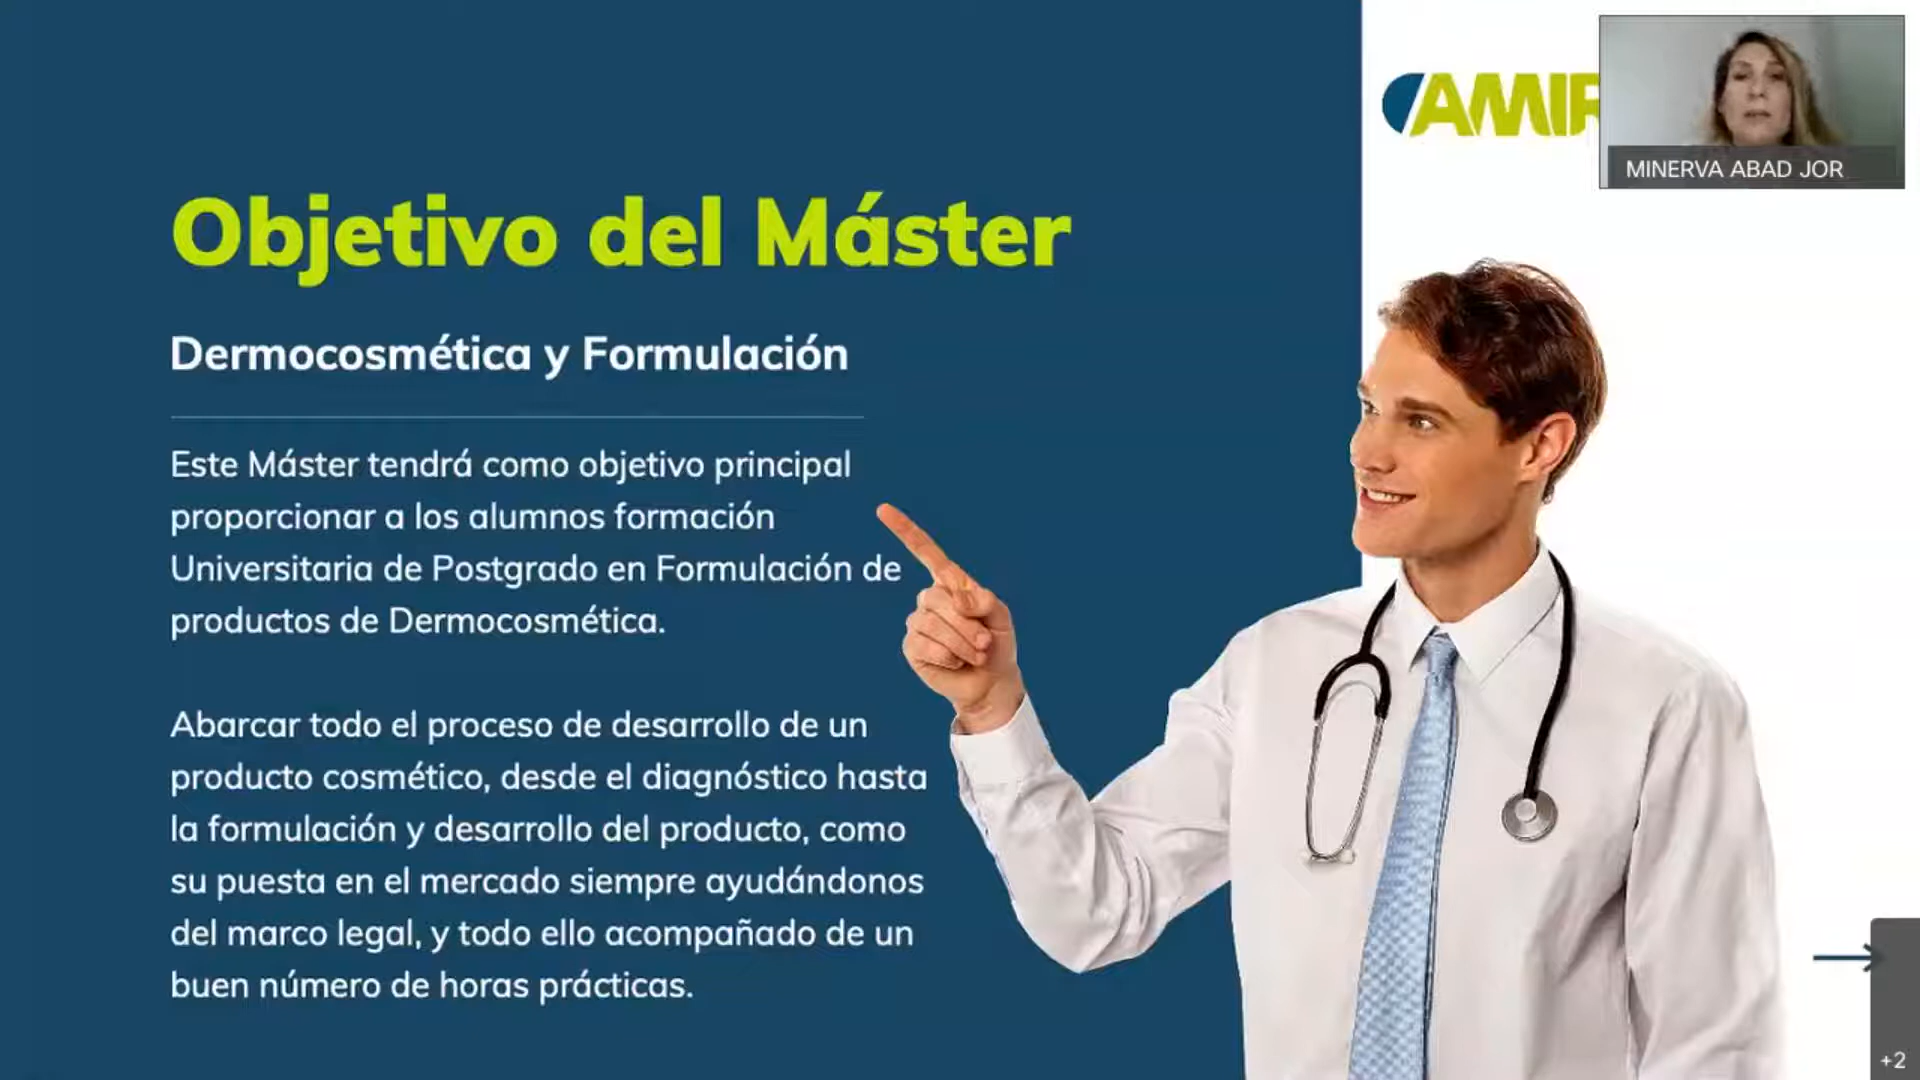 AMIR
MINERVA ABAD JOR
Objetivo del Máster
Dermocosmética y Formulación
Este Máster tendrá como objetivo principal
proporcionar a los alumnos formación
Universitaria de Postgrado en Formulación de
productos de Dermocosmética.
Abarcar todo el proceso de desarrollo de un
producto cosmético, desde el diagnóstico hasta
la formulación y desarrollo del producto, como
su puesta en el mercado siempre ayudándonos
del marco legal, y todo ello acompañado de un
buen número de horas prácticas.
+2